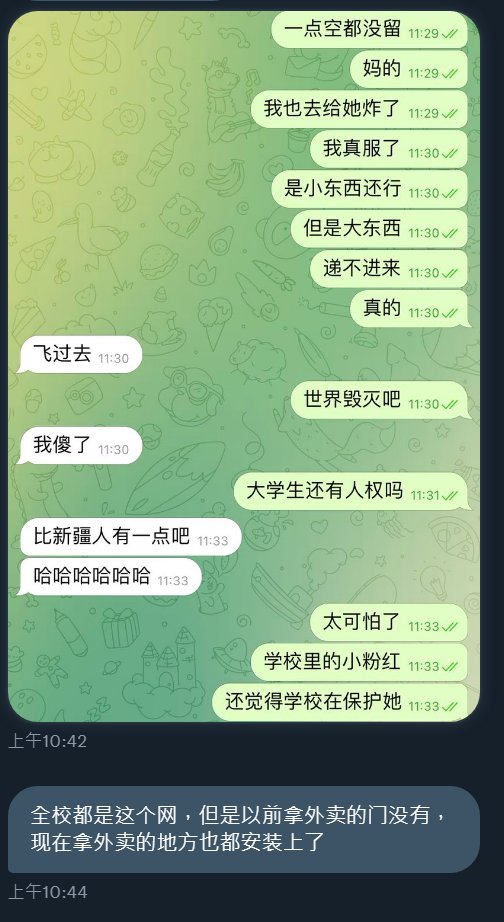 一点空都没留 11:29
妈的 11:29
我也去给她炸了 11:29
我真服了 11:30
是小东西还行 11:30
但是大东西 11:30
递不进来 11:30
真的 11:30
飞过去 11:30
世界毁灭吧 11:30
我傻了 11:30
大学生还有人权吗 11:31
比新疆人有一点吧 11:33
哈哈哈哈哈哈 11:33
太可怕了 11:33
学校里的小粉红 11:33
还觉得学校在保护她 11:33
上午10:42
全校都是这个网，但是以前拿外卖的门没有，
现在拿外卖的地方也都安装上了
上午10:44